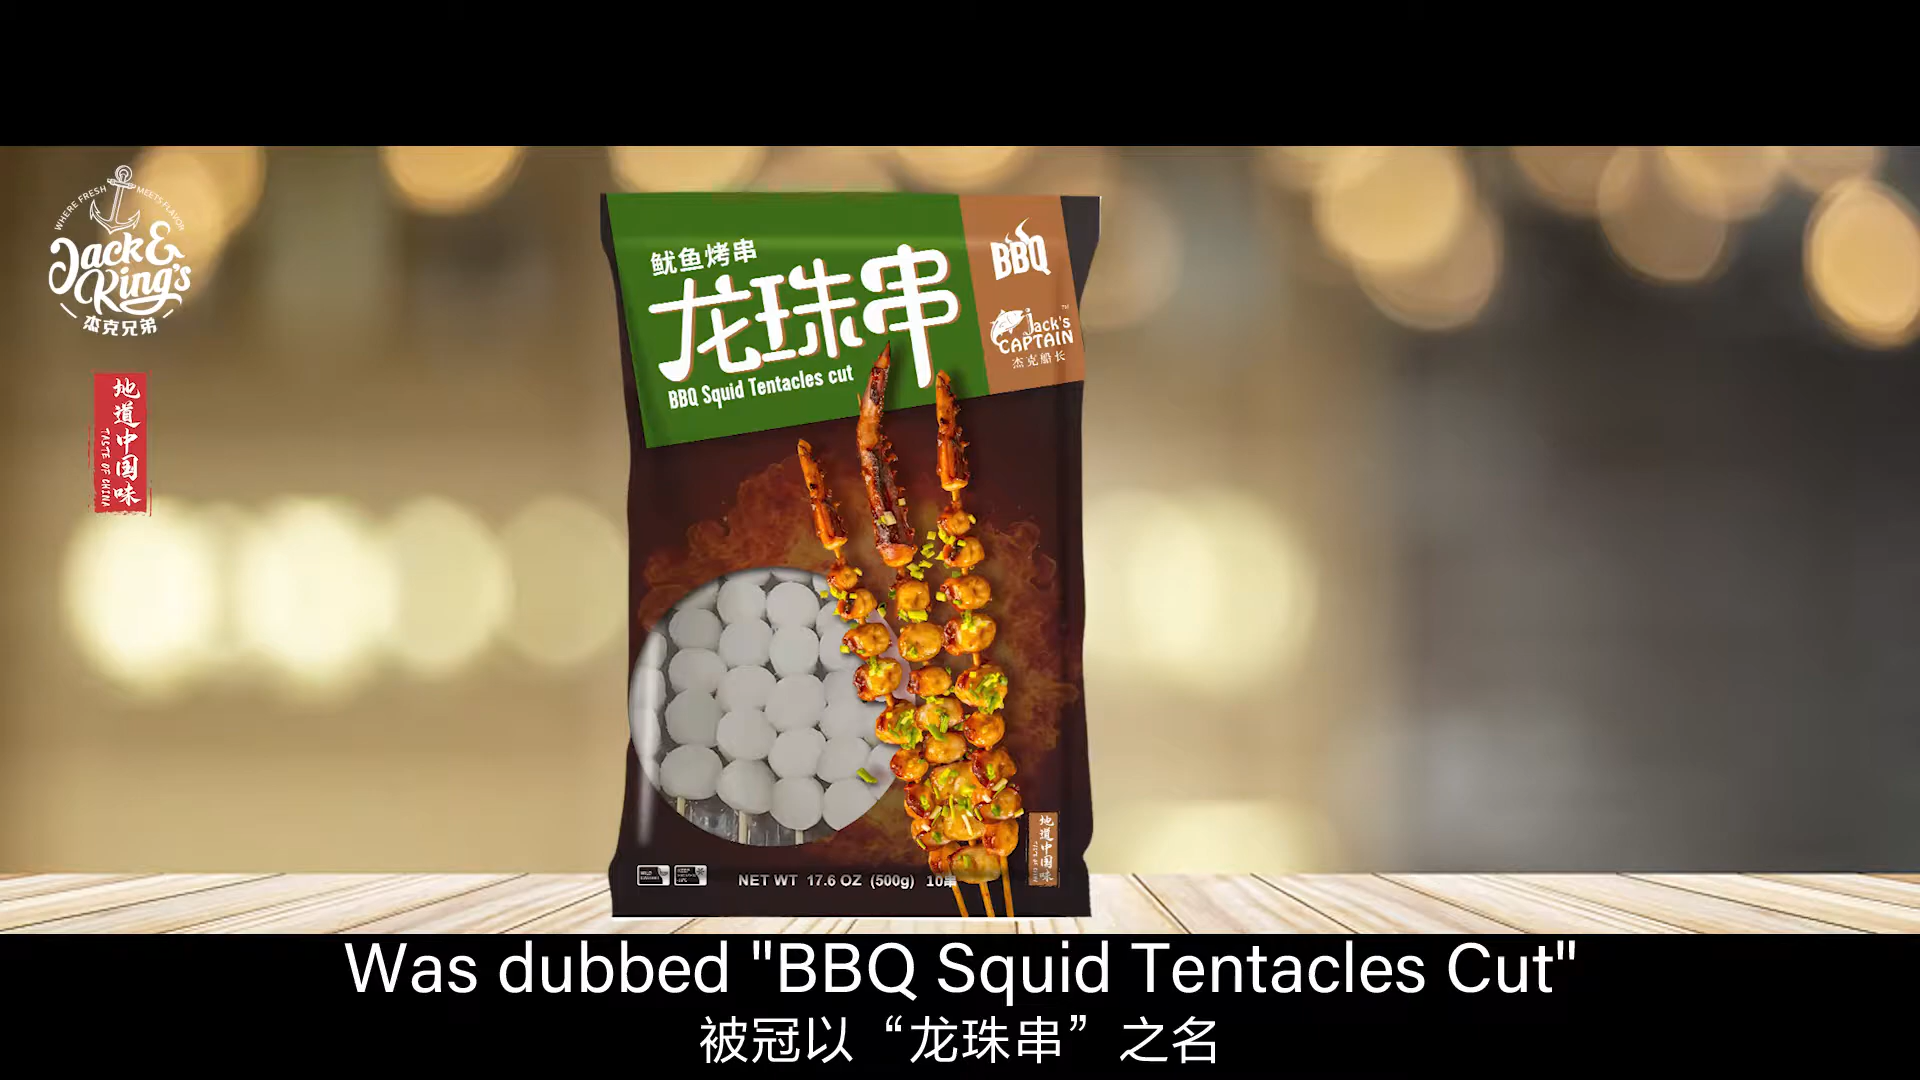 WHERE FRESH MEETS FLAVOR
Jack &
King's
杰克兄弟
地道中国味
TASTE OF CHINA
鱿鱼烤串
龙珠串
BBQ Squid Tentacles cut
BBQ
Jack's
CAPTAIN
TM
杰克船长
地道中国味
NET WT 17.6 OZ (500g) 10串
Was dubbed "BBQ Squid Tentacles Cut"
被冠以“龙珠串”之名